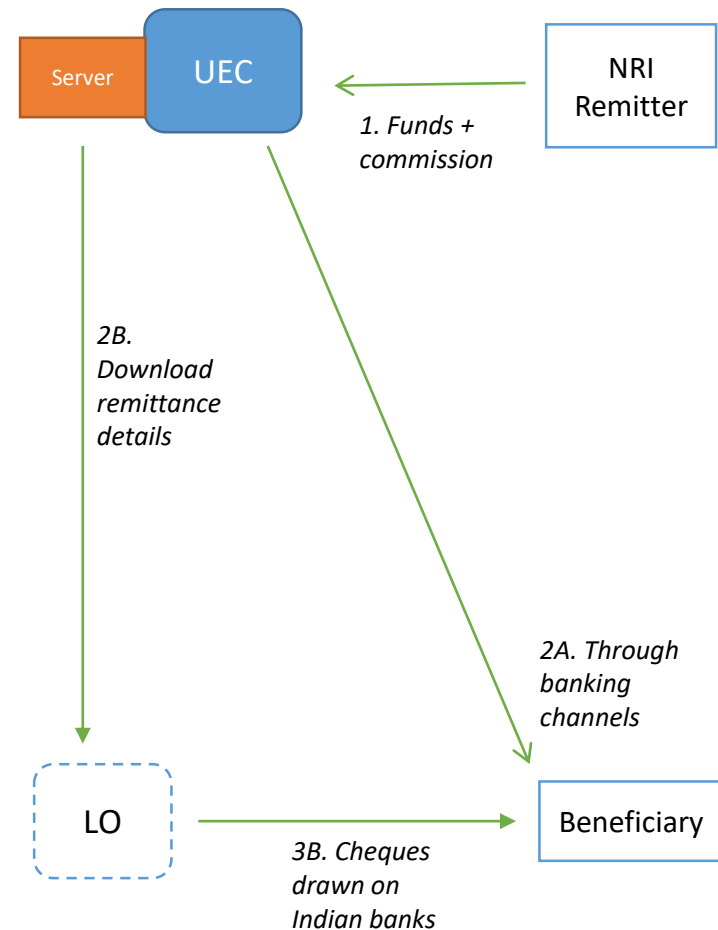 Server
UEC
NRI
Remitter
1. Funds +
commission
2B.
Download
remittance
details
2A. Through
banking
channels
LO
Beneficiary
3B. Cheques
drawn on
Indian banks